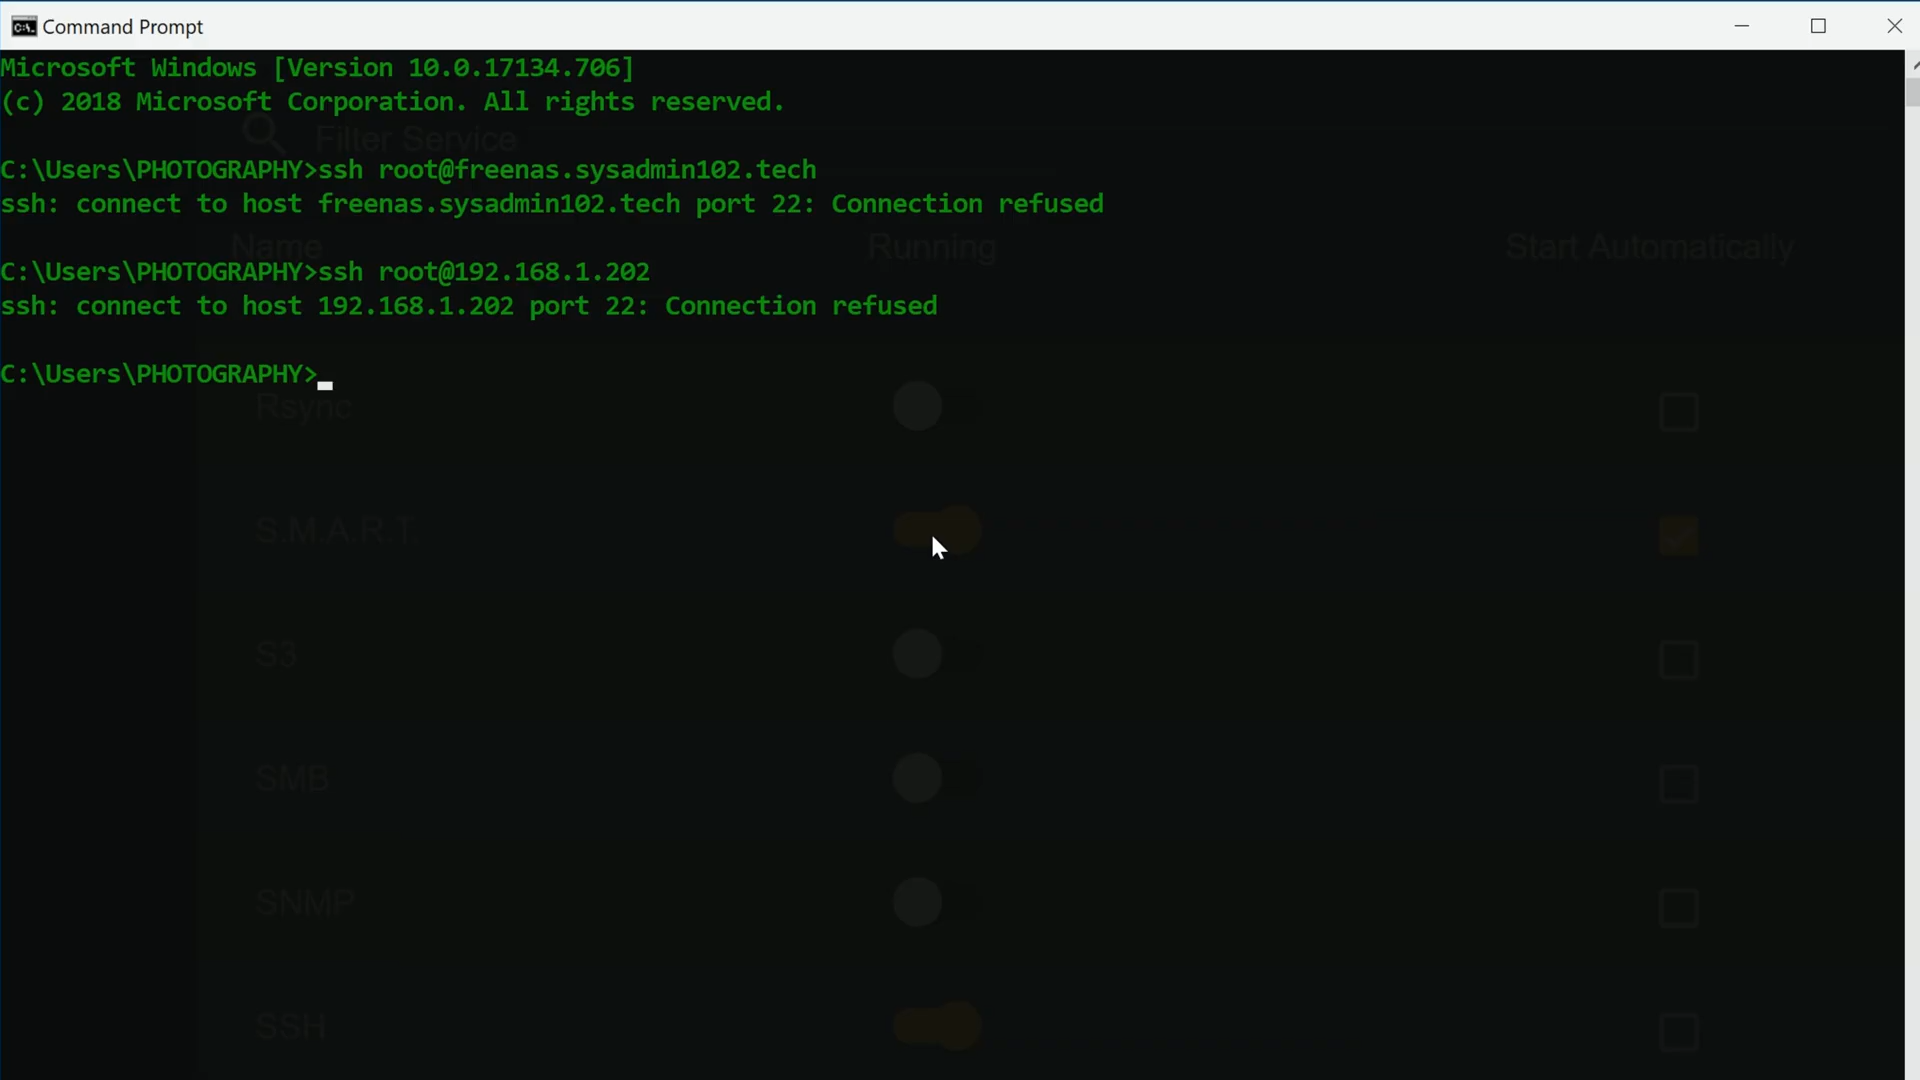 Command Prompt
Microsoft Windows [Version 10.0.17134.706]
(c) 2018 Microsoft Corporation. All rights reserved.
Filter Service
C:\Users\PHOTOGRAPHY>ssh root@freenas.sysadmin102.tech
ssh: connect to host freenas.sysadmin102.tech port 22: Connection refused
Name Running Start Automatically
C:\Users\PHOTOGRAPHY>ssh root@192.168.1.202
ssh: connect to host 192.168.1.202 port 22: Connection refused
C:\Users\PHOTOGRAPHY>
Rsync
S.M.A.R.T.
S3
SMB
SNMP
SSH